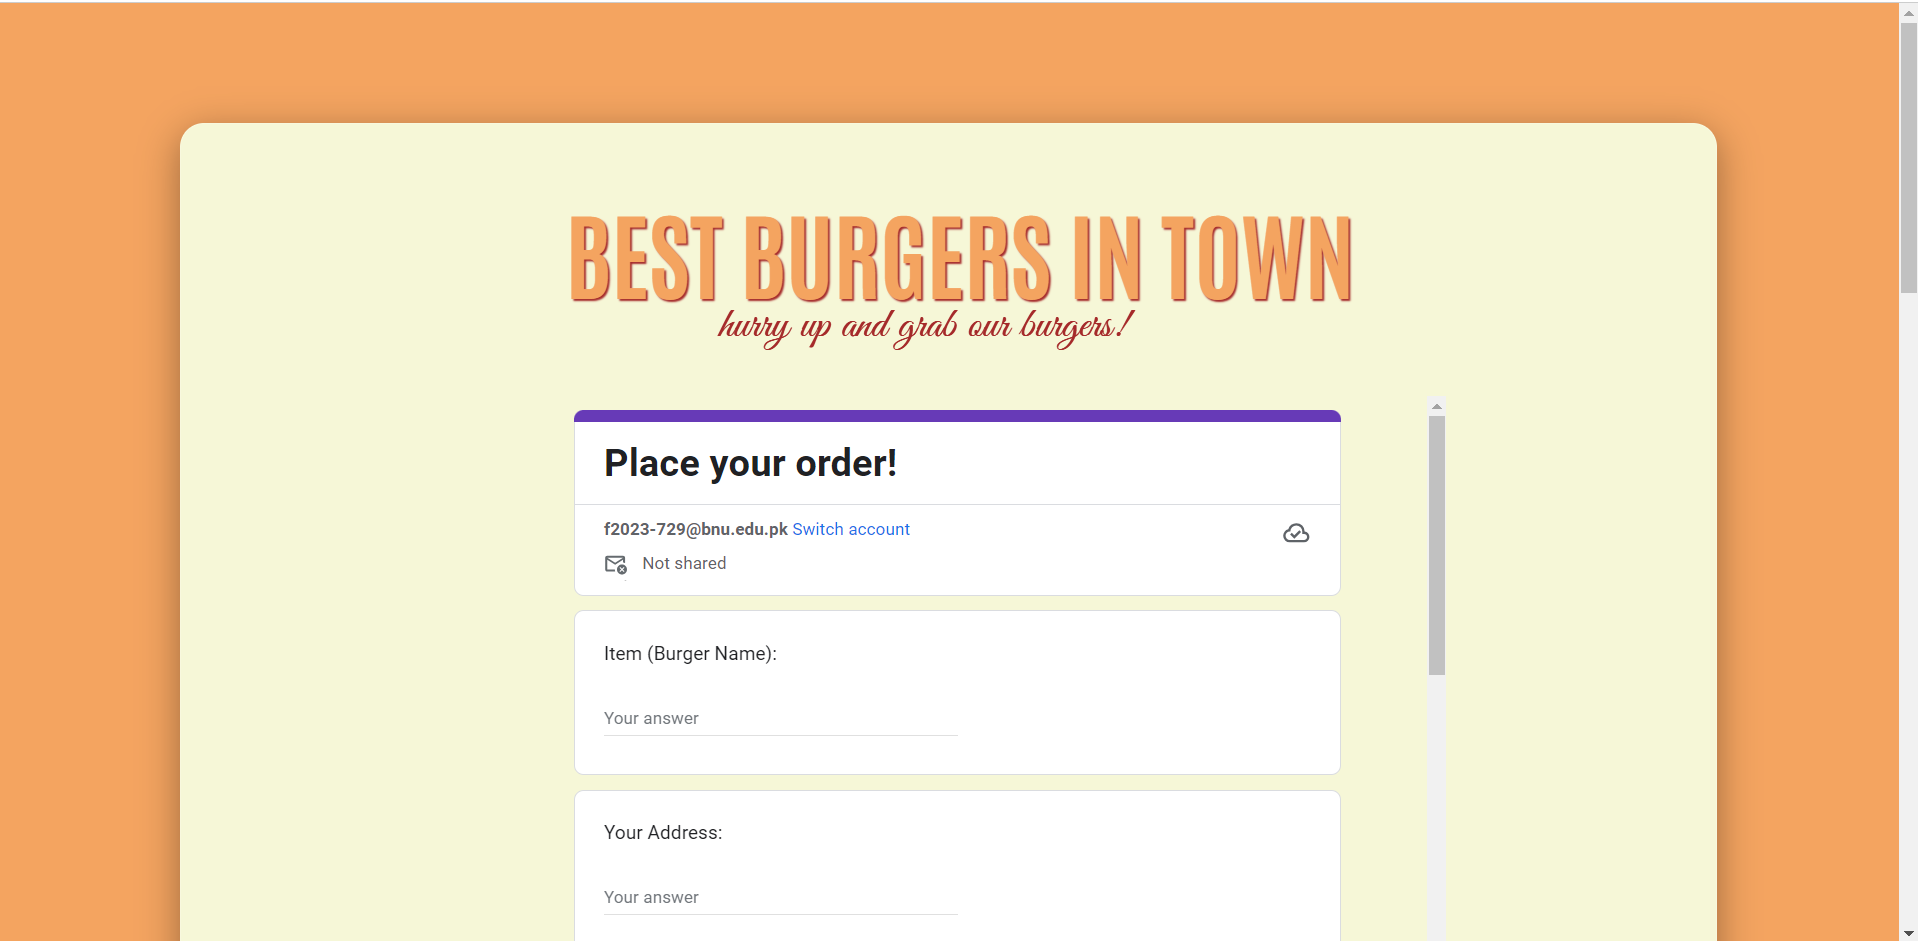 BEST BURGERS IN TOWN
hurry up and grab our burgers!
Place your order!
f2023-729@bnu.edu.pk Switch account
Not shared
Item (Burger Name):
Your answer
Your Address:
Your answer